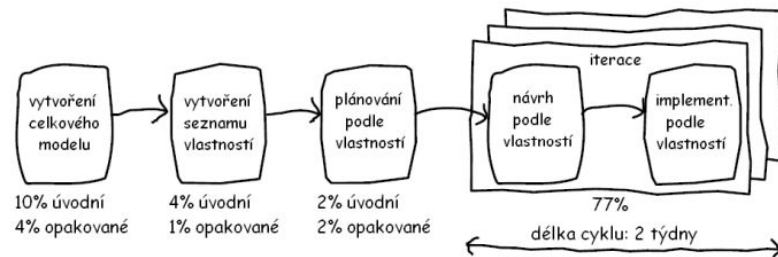 iterace
vytvoření
celkového
modelu
vytvoření
seznamu
vlastností
plánování
podle
vlastností
návrh
podle
vlastností
implement.
podle
vlastností
10% úvodní
4% opakované
4% úvodní
1% opakované
2% úvodní
2% opakované
77%
délka cyklu: 2 týdny